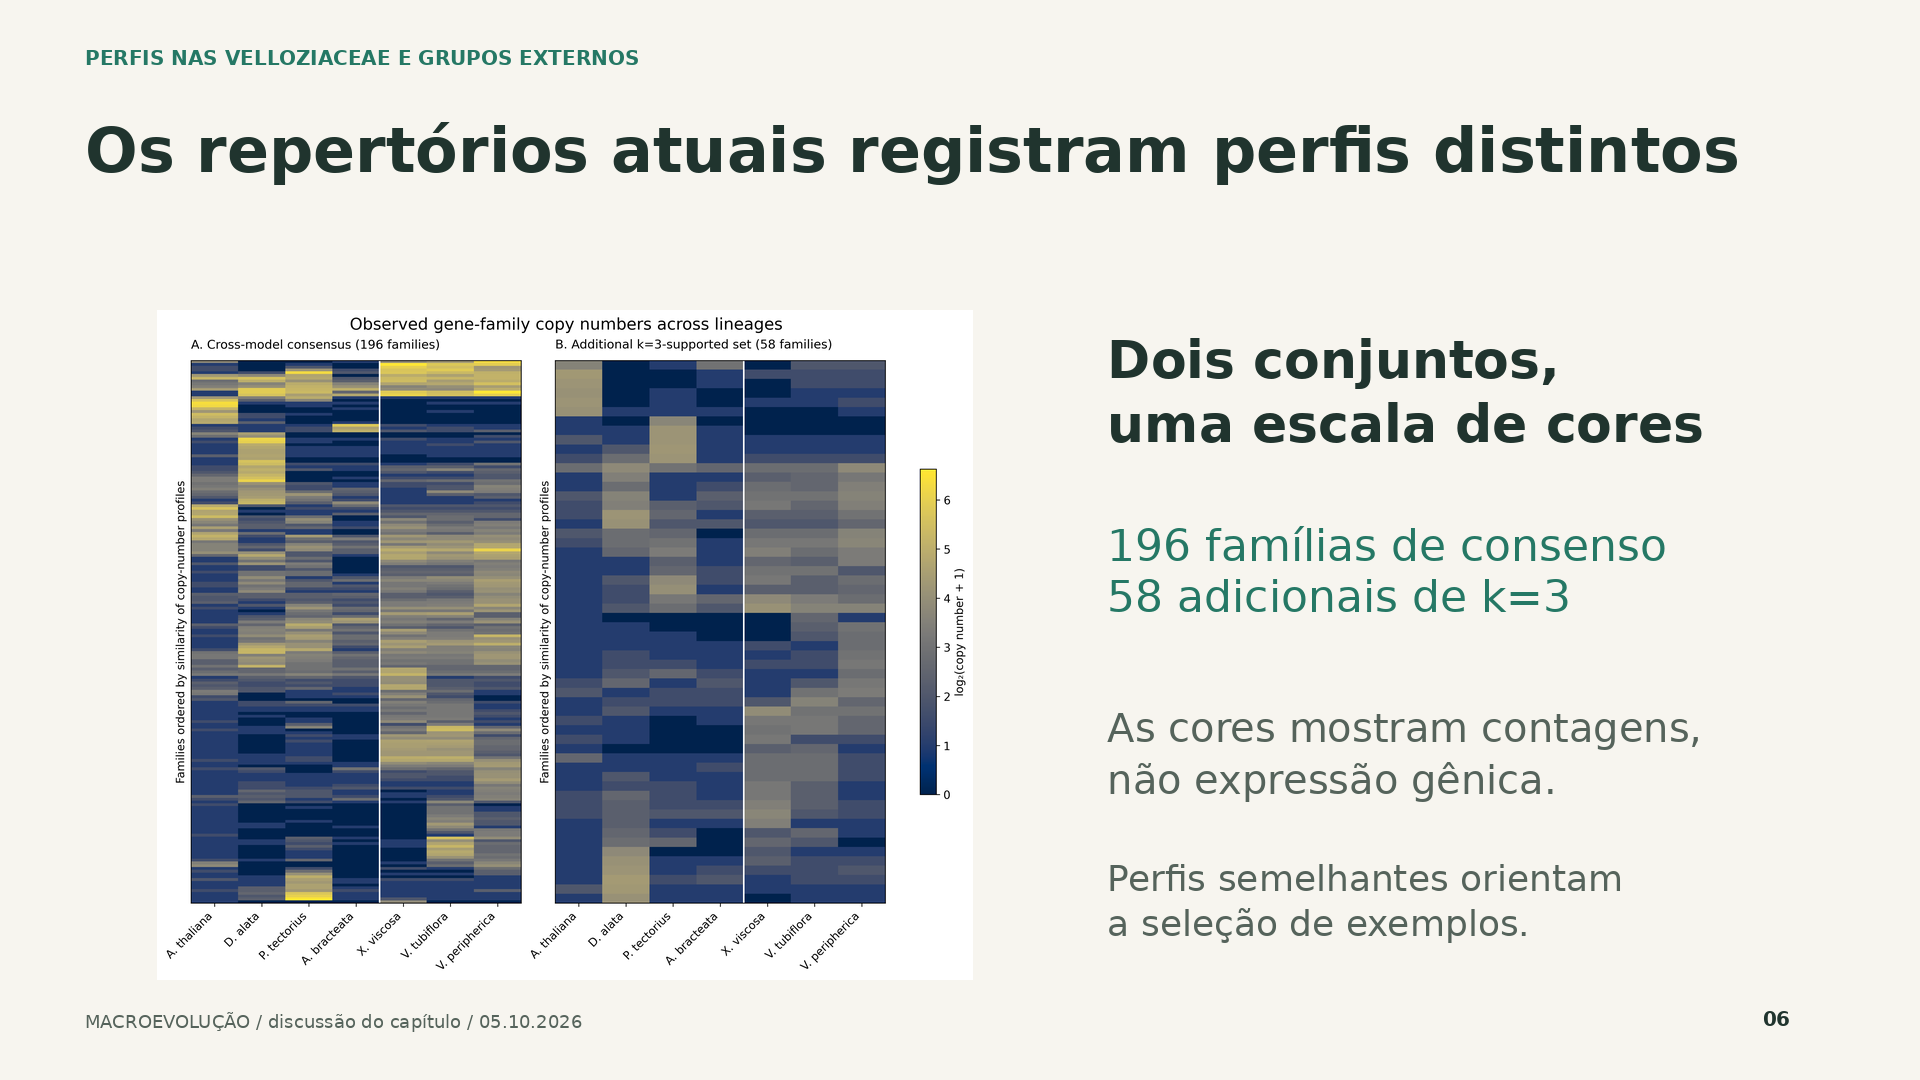 PERFIS NAS VELLOZIACEAE E GRUPOS EXTERNOS
Os repertórios atuais registram perfis distintos
Observed gene-family copy numbers across lineages
A. Cross-model consensus (196 families)
Families ordered by similarity of copy-number profiles
A. thaliana
D. alata
P. tectorius
A. bracteata
X. viscosa
V. tubiflora
V. peripherica
B. Additional k=3-supported set (58 families)
Families ordered by similarity of copy-number profiles
A. thaliana
D. alata
P. tectorius
A. bracteata
X. viscosa
V. tubiflora
V. peripherica
6
5
4
3
2
1
0
log₂(copy number + 1)
Dois conjuntos,
uma escala de cores
196 famílias de consenso
58 adicionais de k=3
As cores mostram contagens,
não expressão gênica.
Perfis semelhantes orientam
a seleção de exemplos.
MACROEVOLUÇÃO / discussão do capítulo / 05.10.2026
06